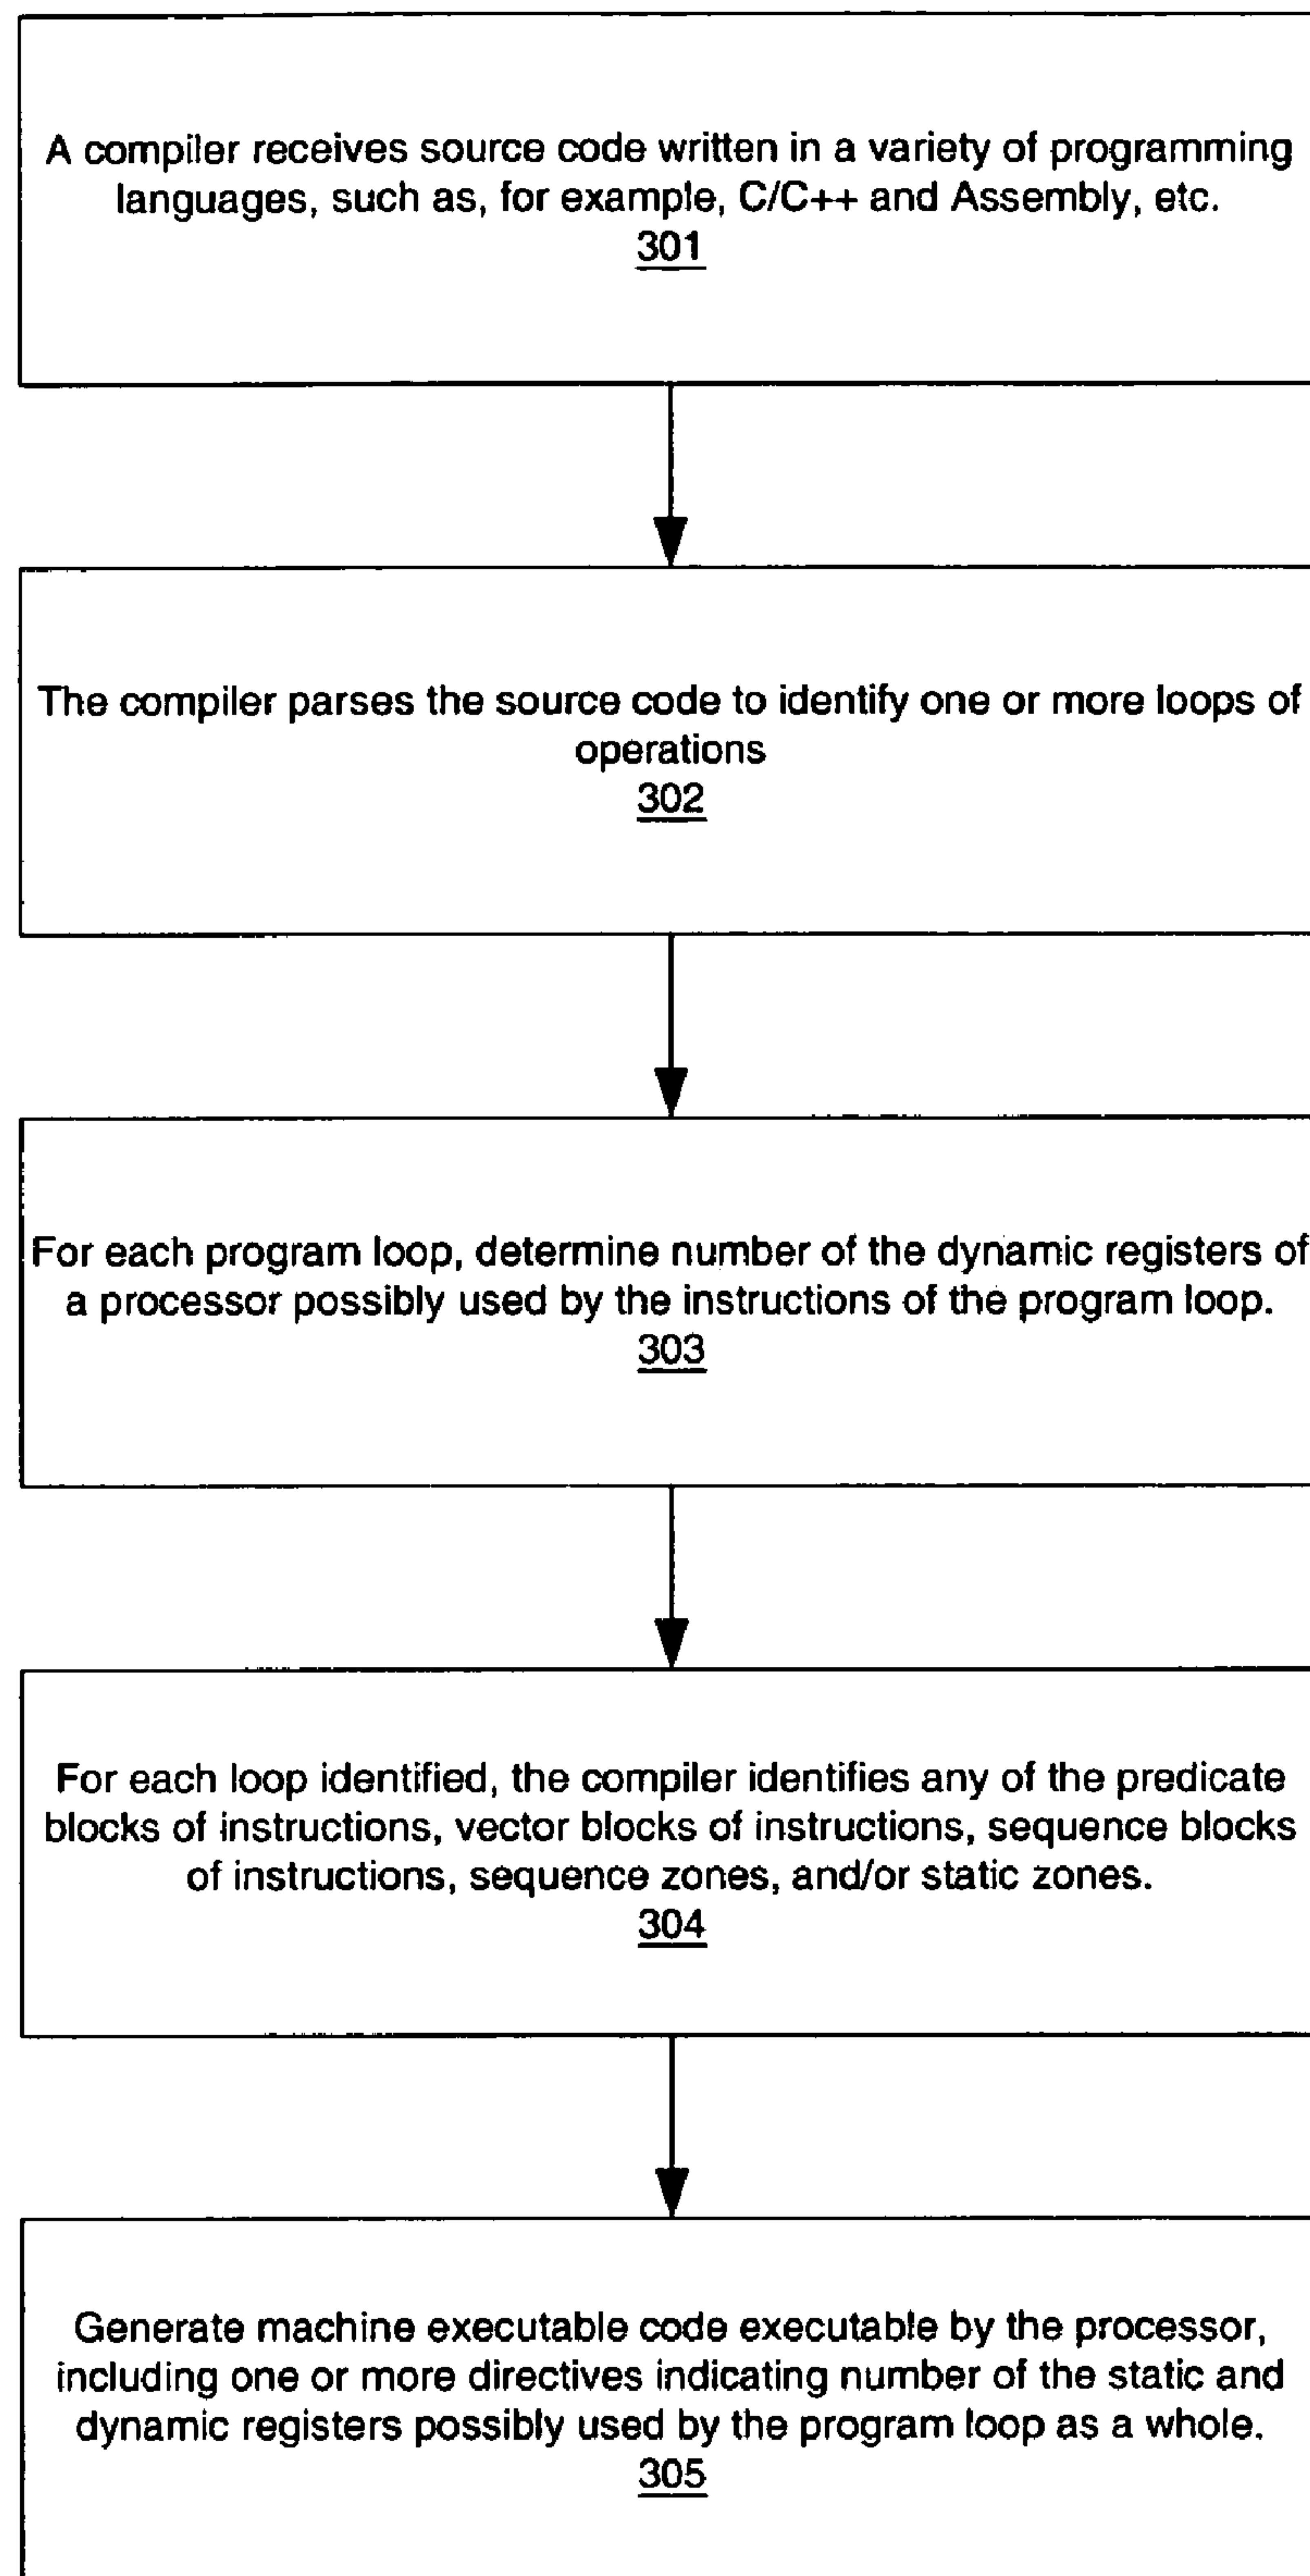 A compiler receives source code written in a variety of programming
languages, such as, for example, C/C++ and Assembly, etc.
301
The compiler parses the source code to identify one or more loops of
operations
302
For each program loop, determine number of the dynamic registers of
a processor possibly used by the instructions of the program loop.
303
For each loop identified, the compiler identifies any of the predicate
blocks of instructions, vector blocks of instructions, sequence blocks
of instructions, sequence zones, and/or static zones.
304
Generate machine executable code executable by the processor,
including one or more directives indicating number of the static and
dynamic registers possibly used by the program loop as a whole.
305